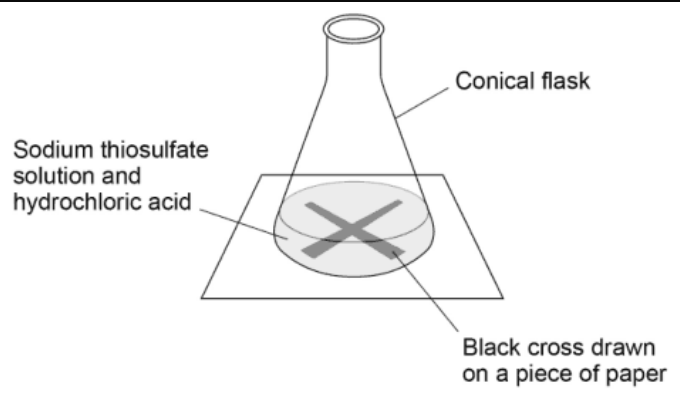 Conical flask
Sodium thiosulfate
solution and
hydrochloric acid
Black cross drawn
on a piece of paper